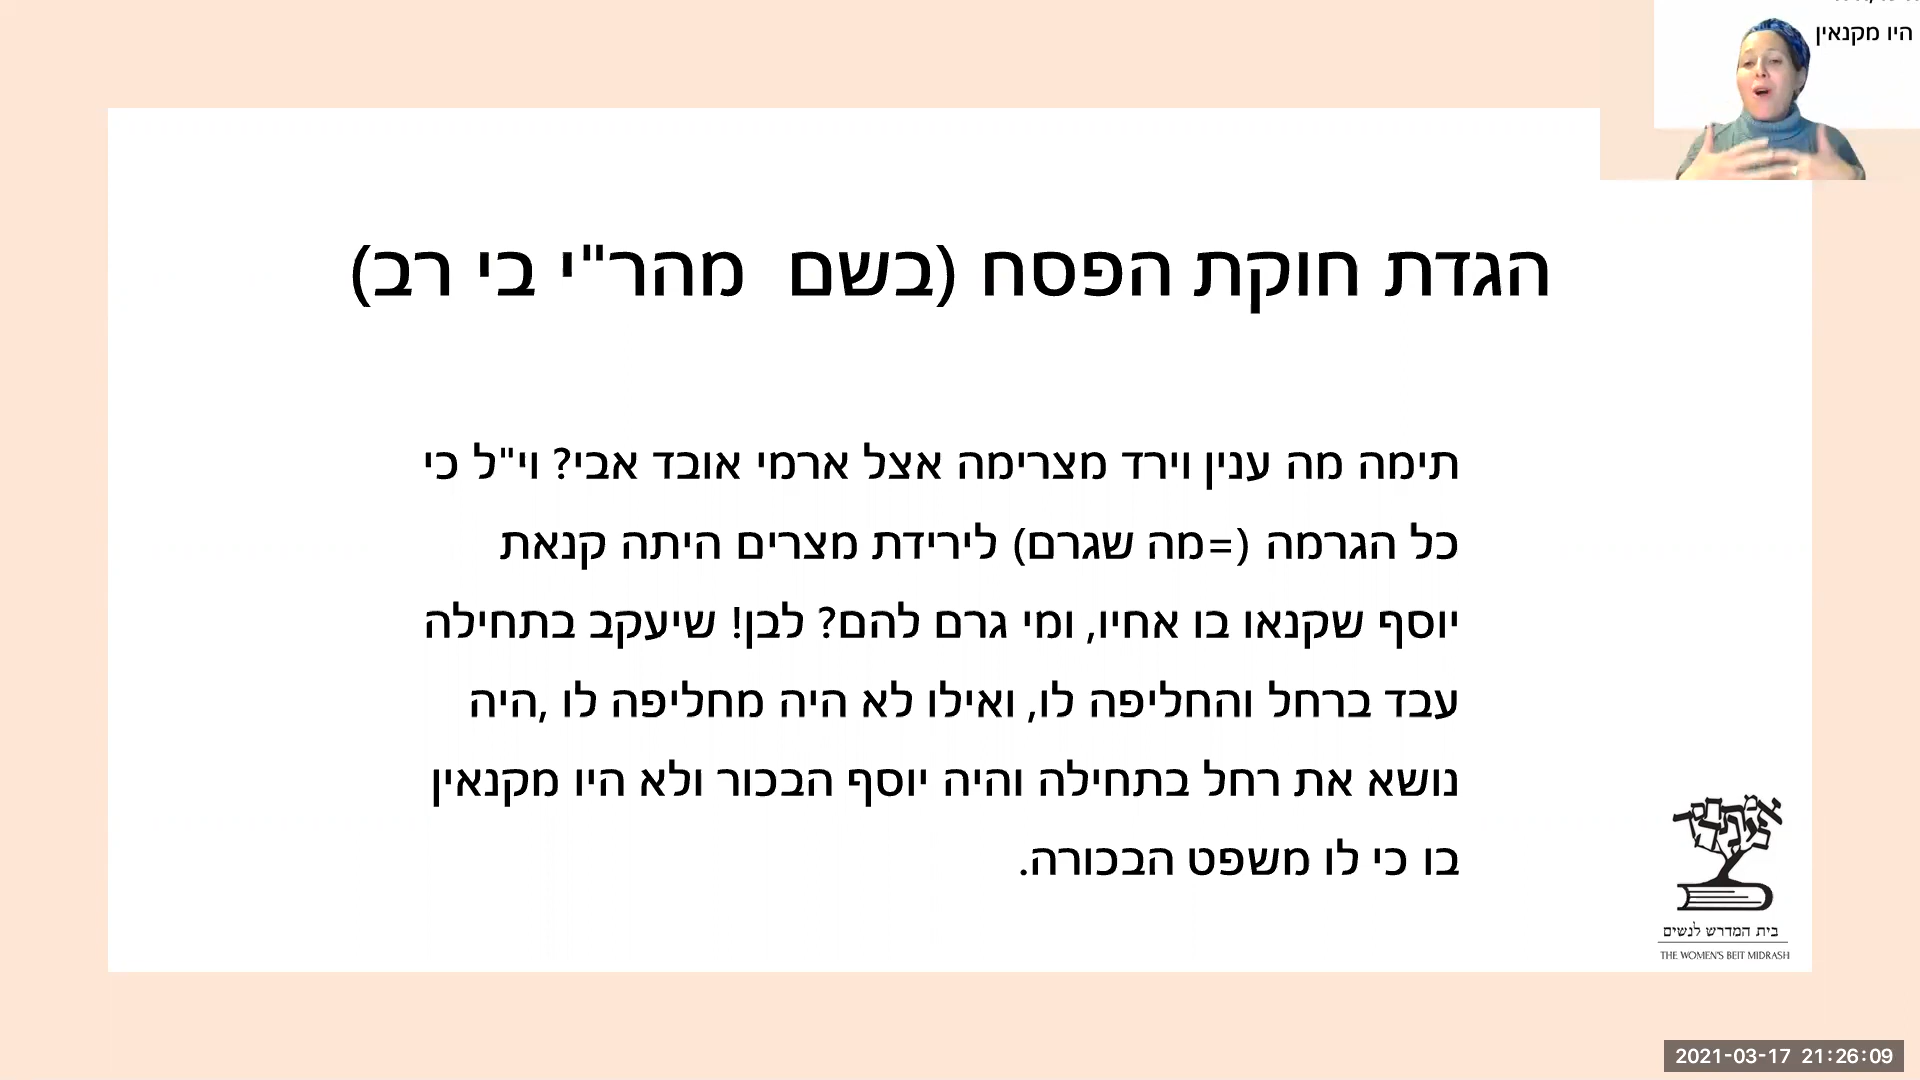 היו מקנאין
הגדת חוקת הפסח (בשם מהר"י בי רב)
תימה מה ענין וירד מצרימה אצל ארמי אובד אבי? וי"ל כי
כל הגרמה (=מה שגרם) לירידת מצרים היתה קנאת
יוסף שקנאו בו אחיו, ומי גרם להם? לבן! שיעקב בתחילה
עבד ברחל והחליפה לו, ואילו לא היה מחליפה לו ,היה
נושא את רחל בתחילה והיה יוסף הבכור ולא היו מקנאין
בו כי לו משפט הבכורה.
בית המדרש לנשים
THE WOMEN'S BEIT MIDRASH
2021-03-17 21:26:09